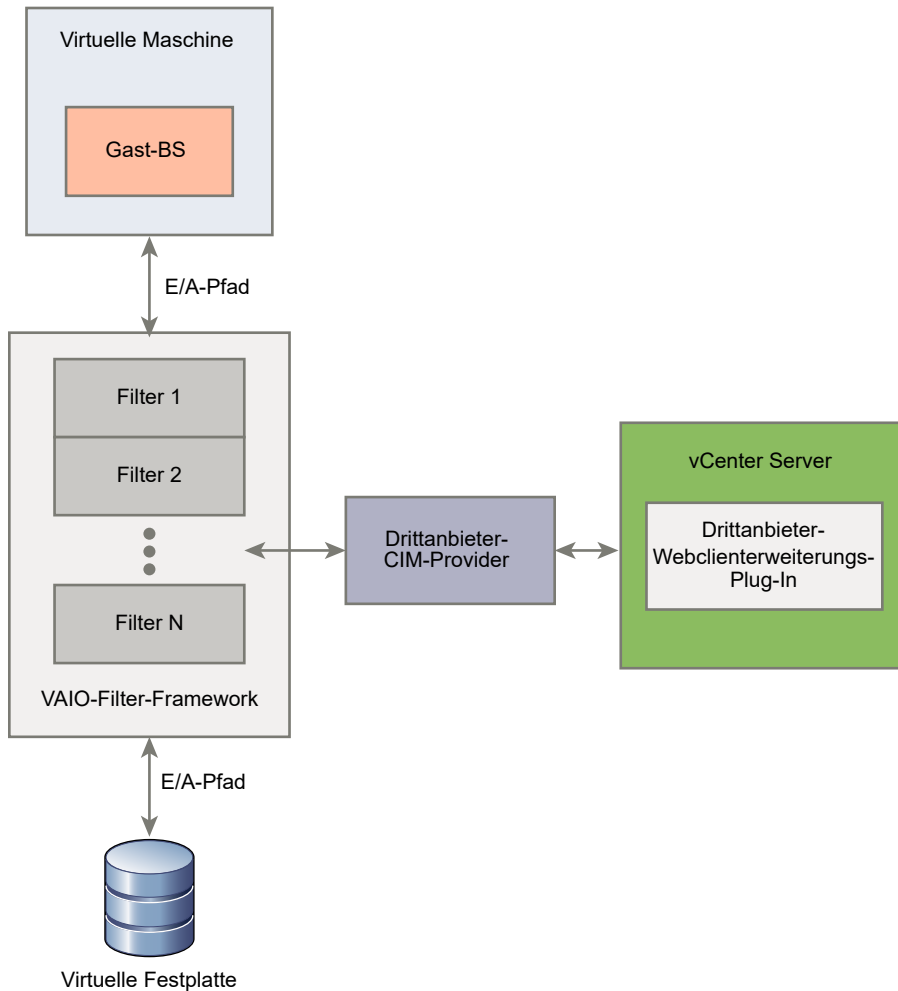 Virtuelle Maschine
Gast-BS
E/A-Pfad
Filter 1
Filter 2
Filter N
VAIO-Filter-Framework
Drittanbieter-
CIM-Provider
vCenter Server
Drittanbieter-
Webclienterweiterungs-
Plug-In
E/A-Pfad
Virtuelle Festplatte